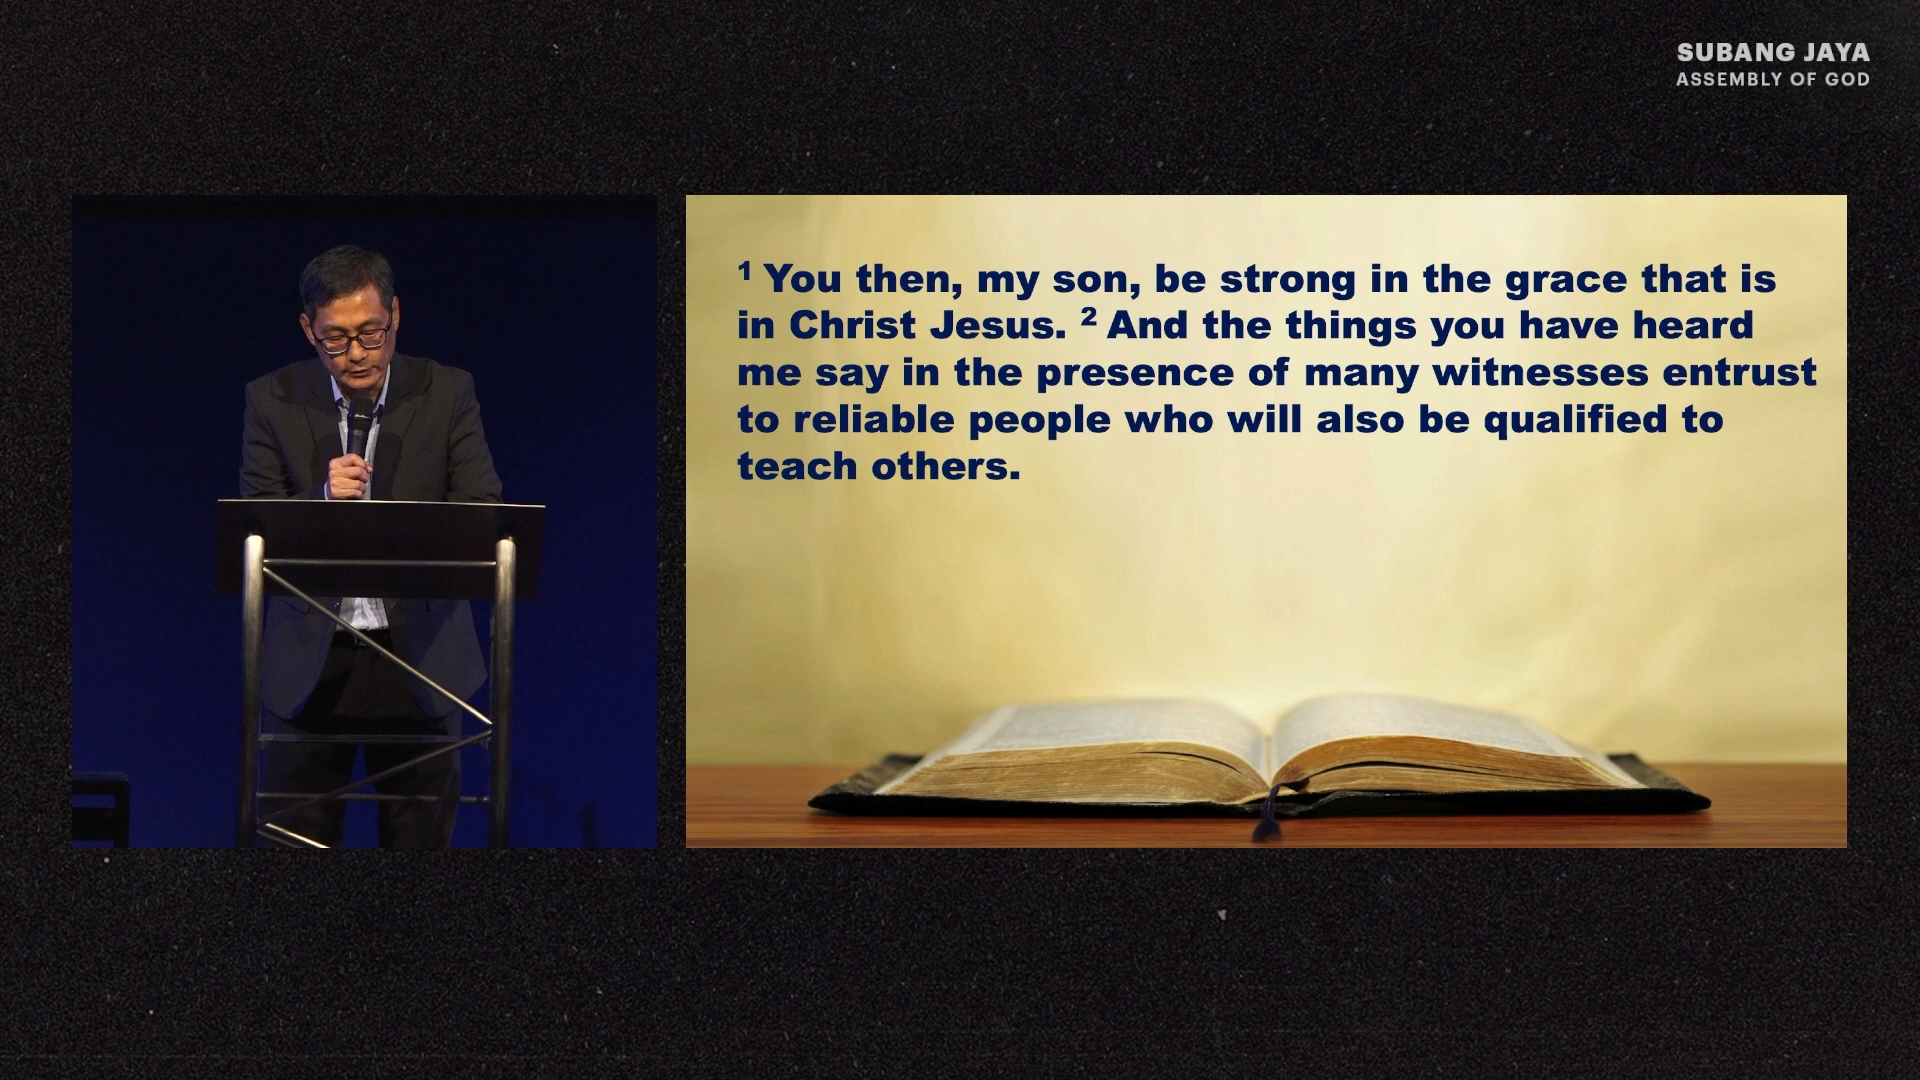 SUBANG JAYA
ASSEMBLY OF GOD
¹ You then, my son, be strong in the grace that is
in Christ Jesus. ² And the things you have heard
me say in the presence of many witnesses entrust
to reliable people who will also be qualified to
teach others.